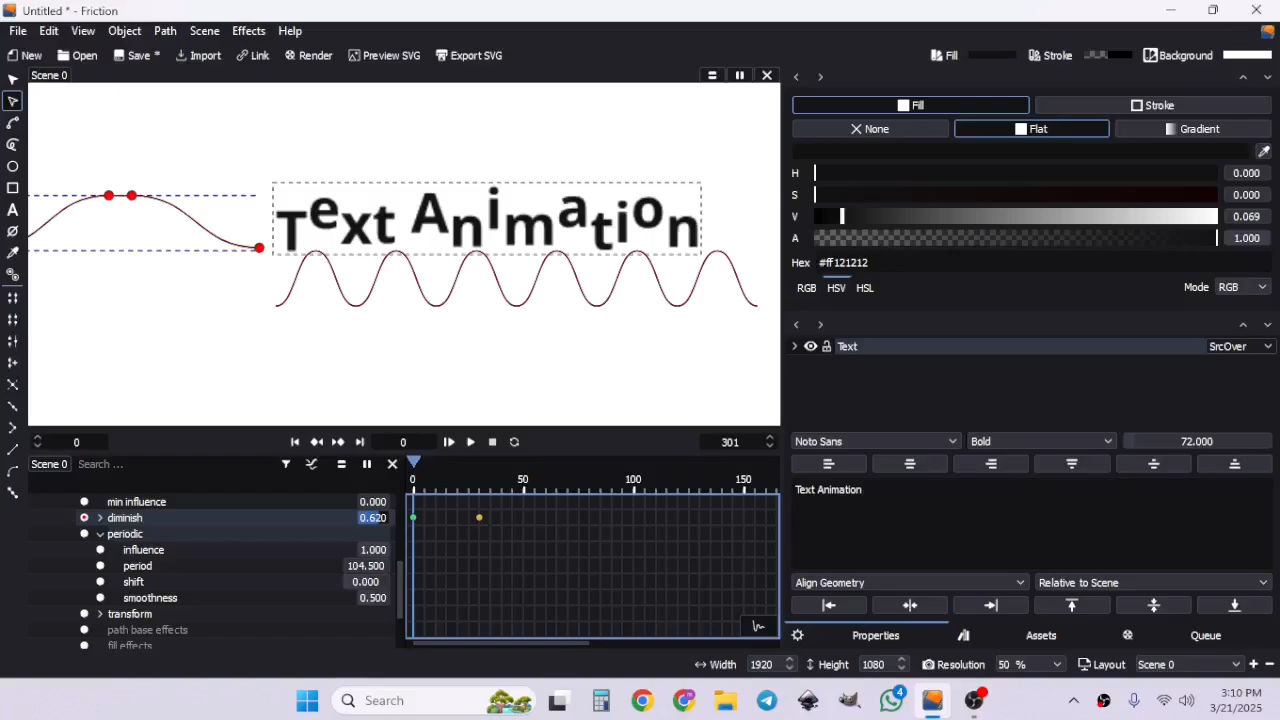 Untitled * - Friction
File Edit View Object Path Scene Effects Help
New Open Save * Import Link Render Preview SVG Export SVG Fill Stroke Background
Scene 0
Fill Stroke
None Flat Gradient
H 0.000
S 0.000
V 0.069
A 1.000
Hex #ff121212
RGB HSV HSL Mode RGB
Text Animation
Text SrcOver
0 0 301
Noto Sans Bold 72.000
Scene 0 Search ...
0 50 100 150
Text Animation
min influence 0.000
diminish 0.620
periodic
influence 1.000
period 104.500
shift 0.000
smoothness 0.500
transform
path base effects
fill effects
Align Geometry Relative to Scene
Properties Assets Queue
Width 1920 Height 1080 Resolution 50 % Layout Scene 0
Search
4
3:10 PM
3/21/2025